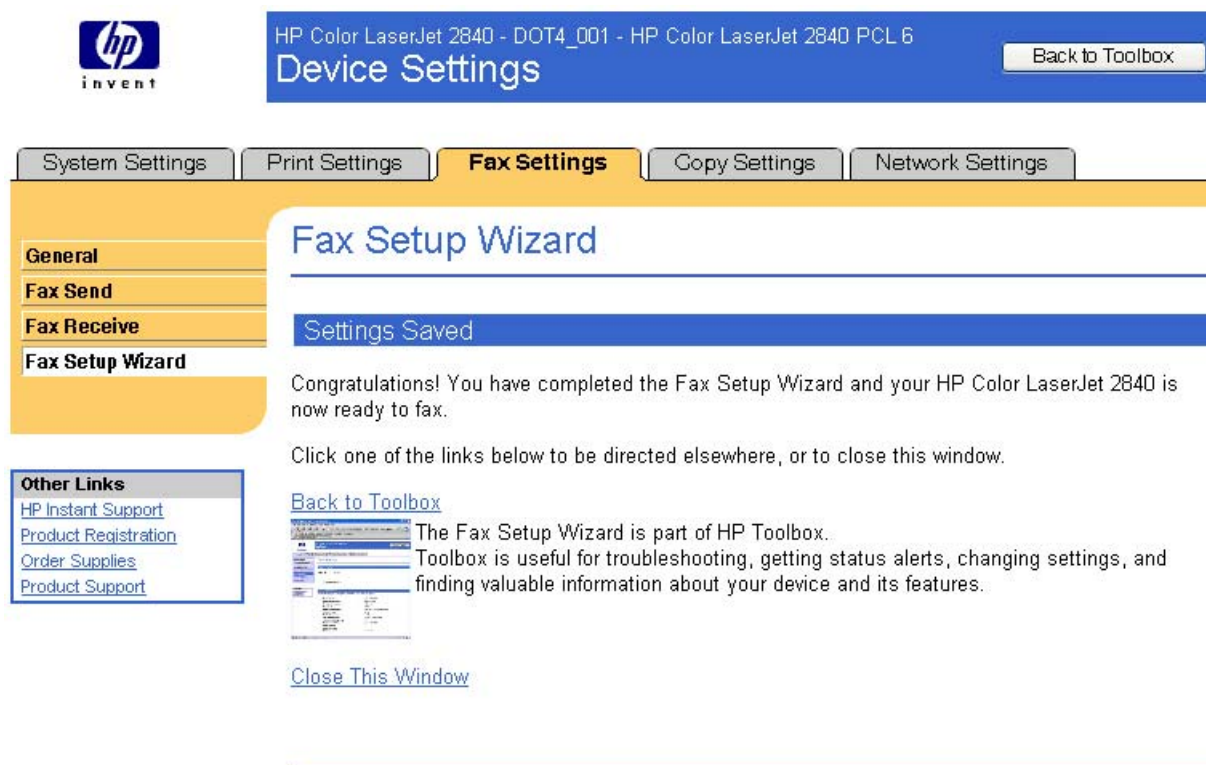 hp
invent
HP Color LaserJet 2840 - DOT4_001 - HP Color LaserJet 2840 PCL 6
Device Settings
Back to Toolbox
System Settings
Print Settings
Fax Settings
Copy Settings
Network Settings
General
Fax Send
Fax Receive
Fax Setup Wizard
Other Links
HP Instant Support
Product Registration
Order Supplies
Product Support
Fax Setup Wizard
Settings Saved
Congratulations! You have completed the Fax Setup Wizard and your HP Color LaserJet 2840 is
now ready to fax.
Click one of the links below to be directed elsewhere, or to close this window.
Back to Toolbox
The Fax Setup Wizard is part of HP Toolbox.
Toolbox is useful for troubleshooting, getting status alerts, changing settings, and
finding valuable information about your device and its features.
Close This Window